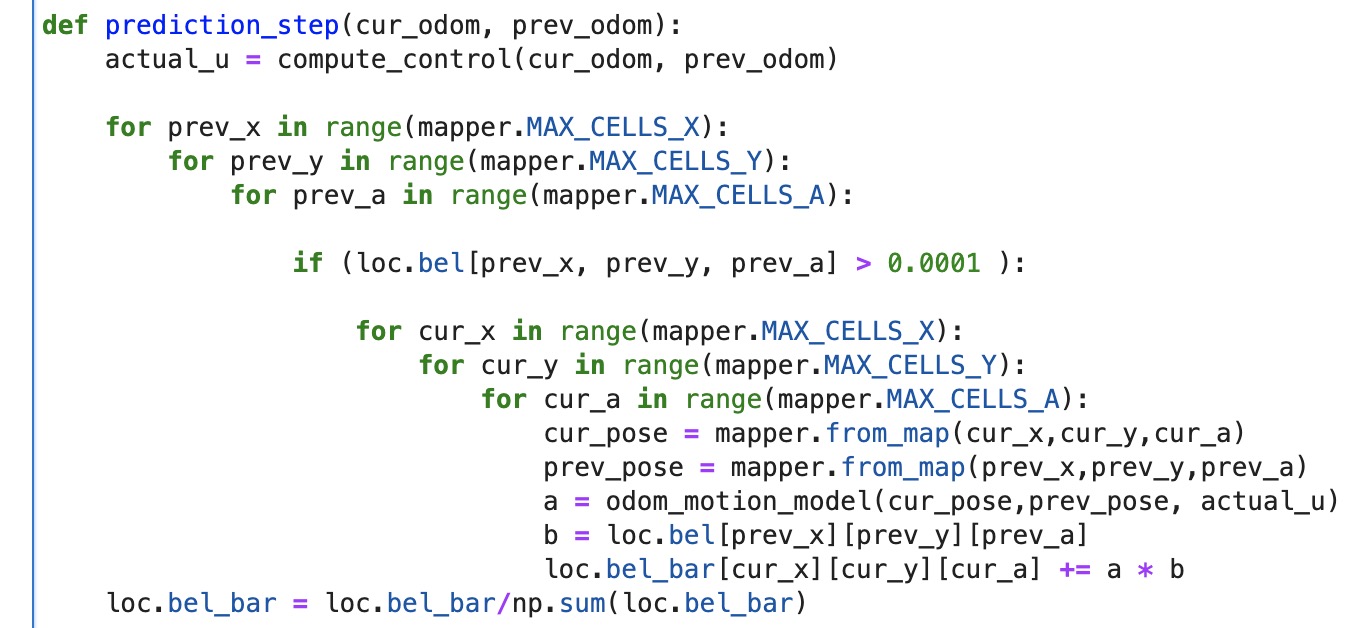 def prediction_step(cur_odom, prev_odom):
    actual_u = compute_control(cur_odom, prev_odom)

    for prev_x in range(mapper.MAX_CELLS_X):
        for prev_y in range(mapper.MAX_CELLS_Y):
            for prev_a in range(mapper.MAX_CELLS_A):

                if (loc.bel[prev_x, prev_y, prev_a] > 0.0001 ):

                    for cur_x in range(mapper.MAX_CELLS_X):
                        for cur_y in range(mapper.MAX_CELLS_Y):
                            for cur_a in range(mapper.MAX_CELLS_A):
                                cur_pose = mapper.from_map(cur_x,cur_y,cur_a)
                                prev_pose = mapper.from_map(prev_x,prev_y,prev_a)
                                a = odom_motion_model(cur_pose,prev_pose, actual_u)
                                b = loc.bel[prev_x][prev_y][prev_a]
                                loc.bel_bar[cur_x][cur_y][cur_a] += a * b
    loc.bel_bar = loc.bel_bar/np.sum(loc.bel_bar)